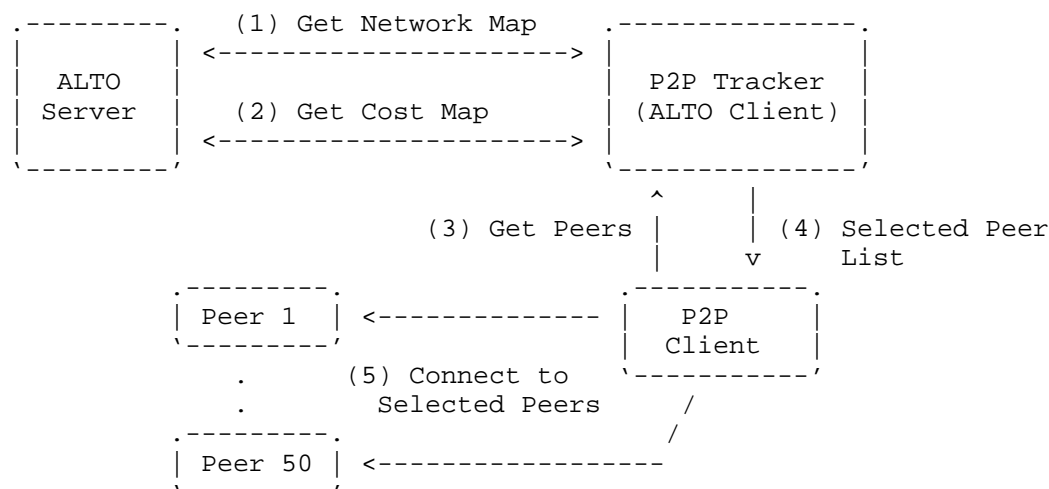 (1) Get Network Map
ALTO
Server
P2P Tracker
(ALTO Client)
(2) Get Cost Map
(3) Get Peers
(4) Selected Peer
List
Peer 1
P2P
Client
(5) Connect to
Selected Peers
Peer 50